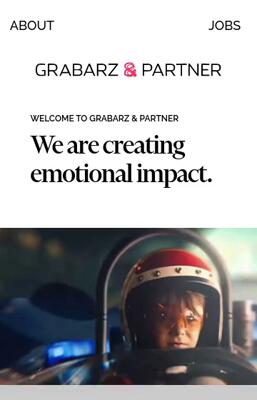 ABOUT JOBS
GRABARZ & PARTNER
WELCOME TO GRABARZ & PARTNER
We are creating
emotional impact.